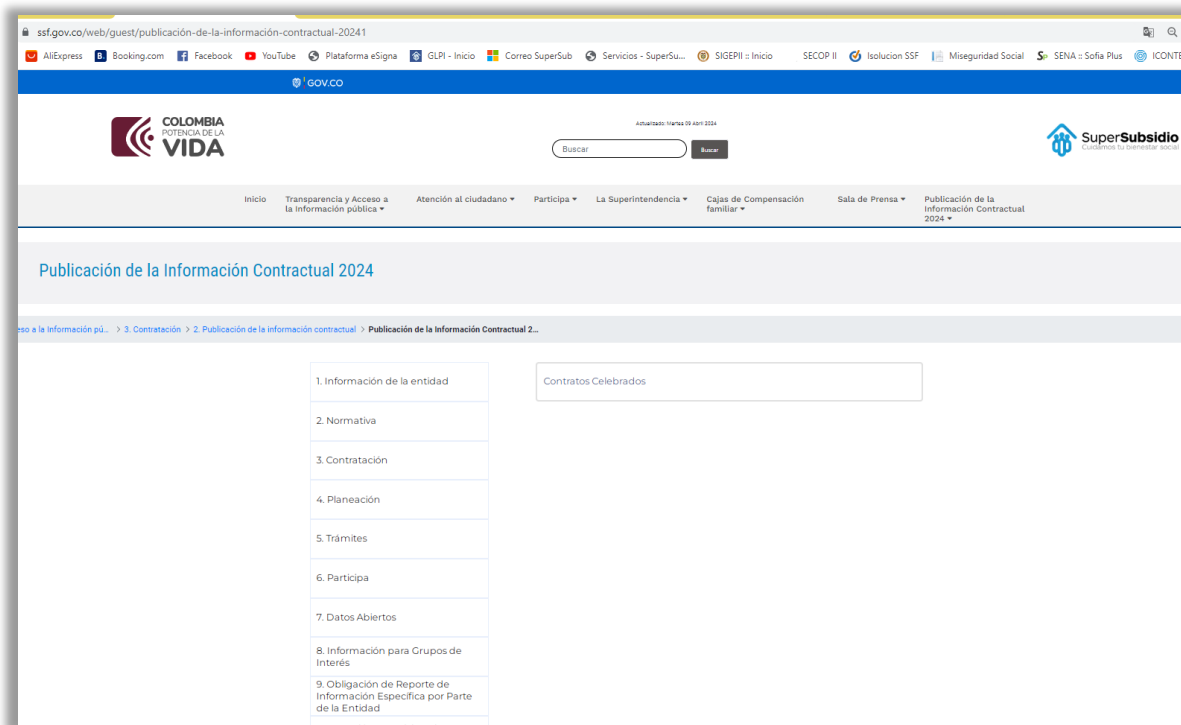 ssf.gov.co/web/guest/publicación-de-la-información-contractual-20241
AliExpress B. Booking.com Facebook YouTube Plataforma eSigna GLPI - Inicio Correo SuperSub Servicios - SuperSu... SIGEPII :: Inicio SECOP II Isolucion SSF Miseguridad Social SENA :: Sofia Plus ICONTE
GOV.CO
COLOMBIA
POTENCIA DE LA
VIDA
Actualizado: Martes 09 Abril 2024
Buscar Buscar
SuperSubsidio
Cuidamos tu bienestar social
Inicio Transparencia y Acceso a la Información pública Atención al ciudadano Participa La Superintendencia Cajas de Compensación familiar Sala de Prensa Publicación de la Información Contractual 2024
Publicación de la Información Contractual 2024
eso a la Información pú... > 3. Contratación > 2. Publicación de la información contractual > Publicación de la Información Contractual 2...
1. Información de la entidad
Contratos Celebrados
2. Normativa
3. Contratación
4. Planeación
5. Trámites
6. Participa
7. Datos Abiertos
8. Información para Grupos de
Interés
9. Obligación de Reporte de
Información Específica por Parte
de la Entidad